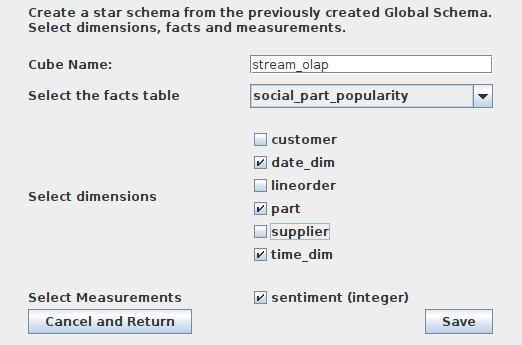 Create a star schema from the previously created Global Schema.
Select dimensions, facts and measurements.
Cube Name: stream_olap
Select the facts table social_part_popularity
customer
date_dim
lineorder
Select dimensions part
supplier
time_dim
Select Measurements sentiment (integer)
Cancel and Return Save